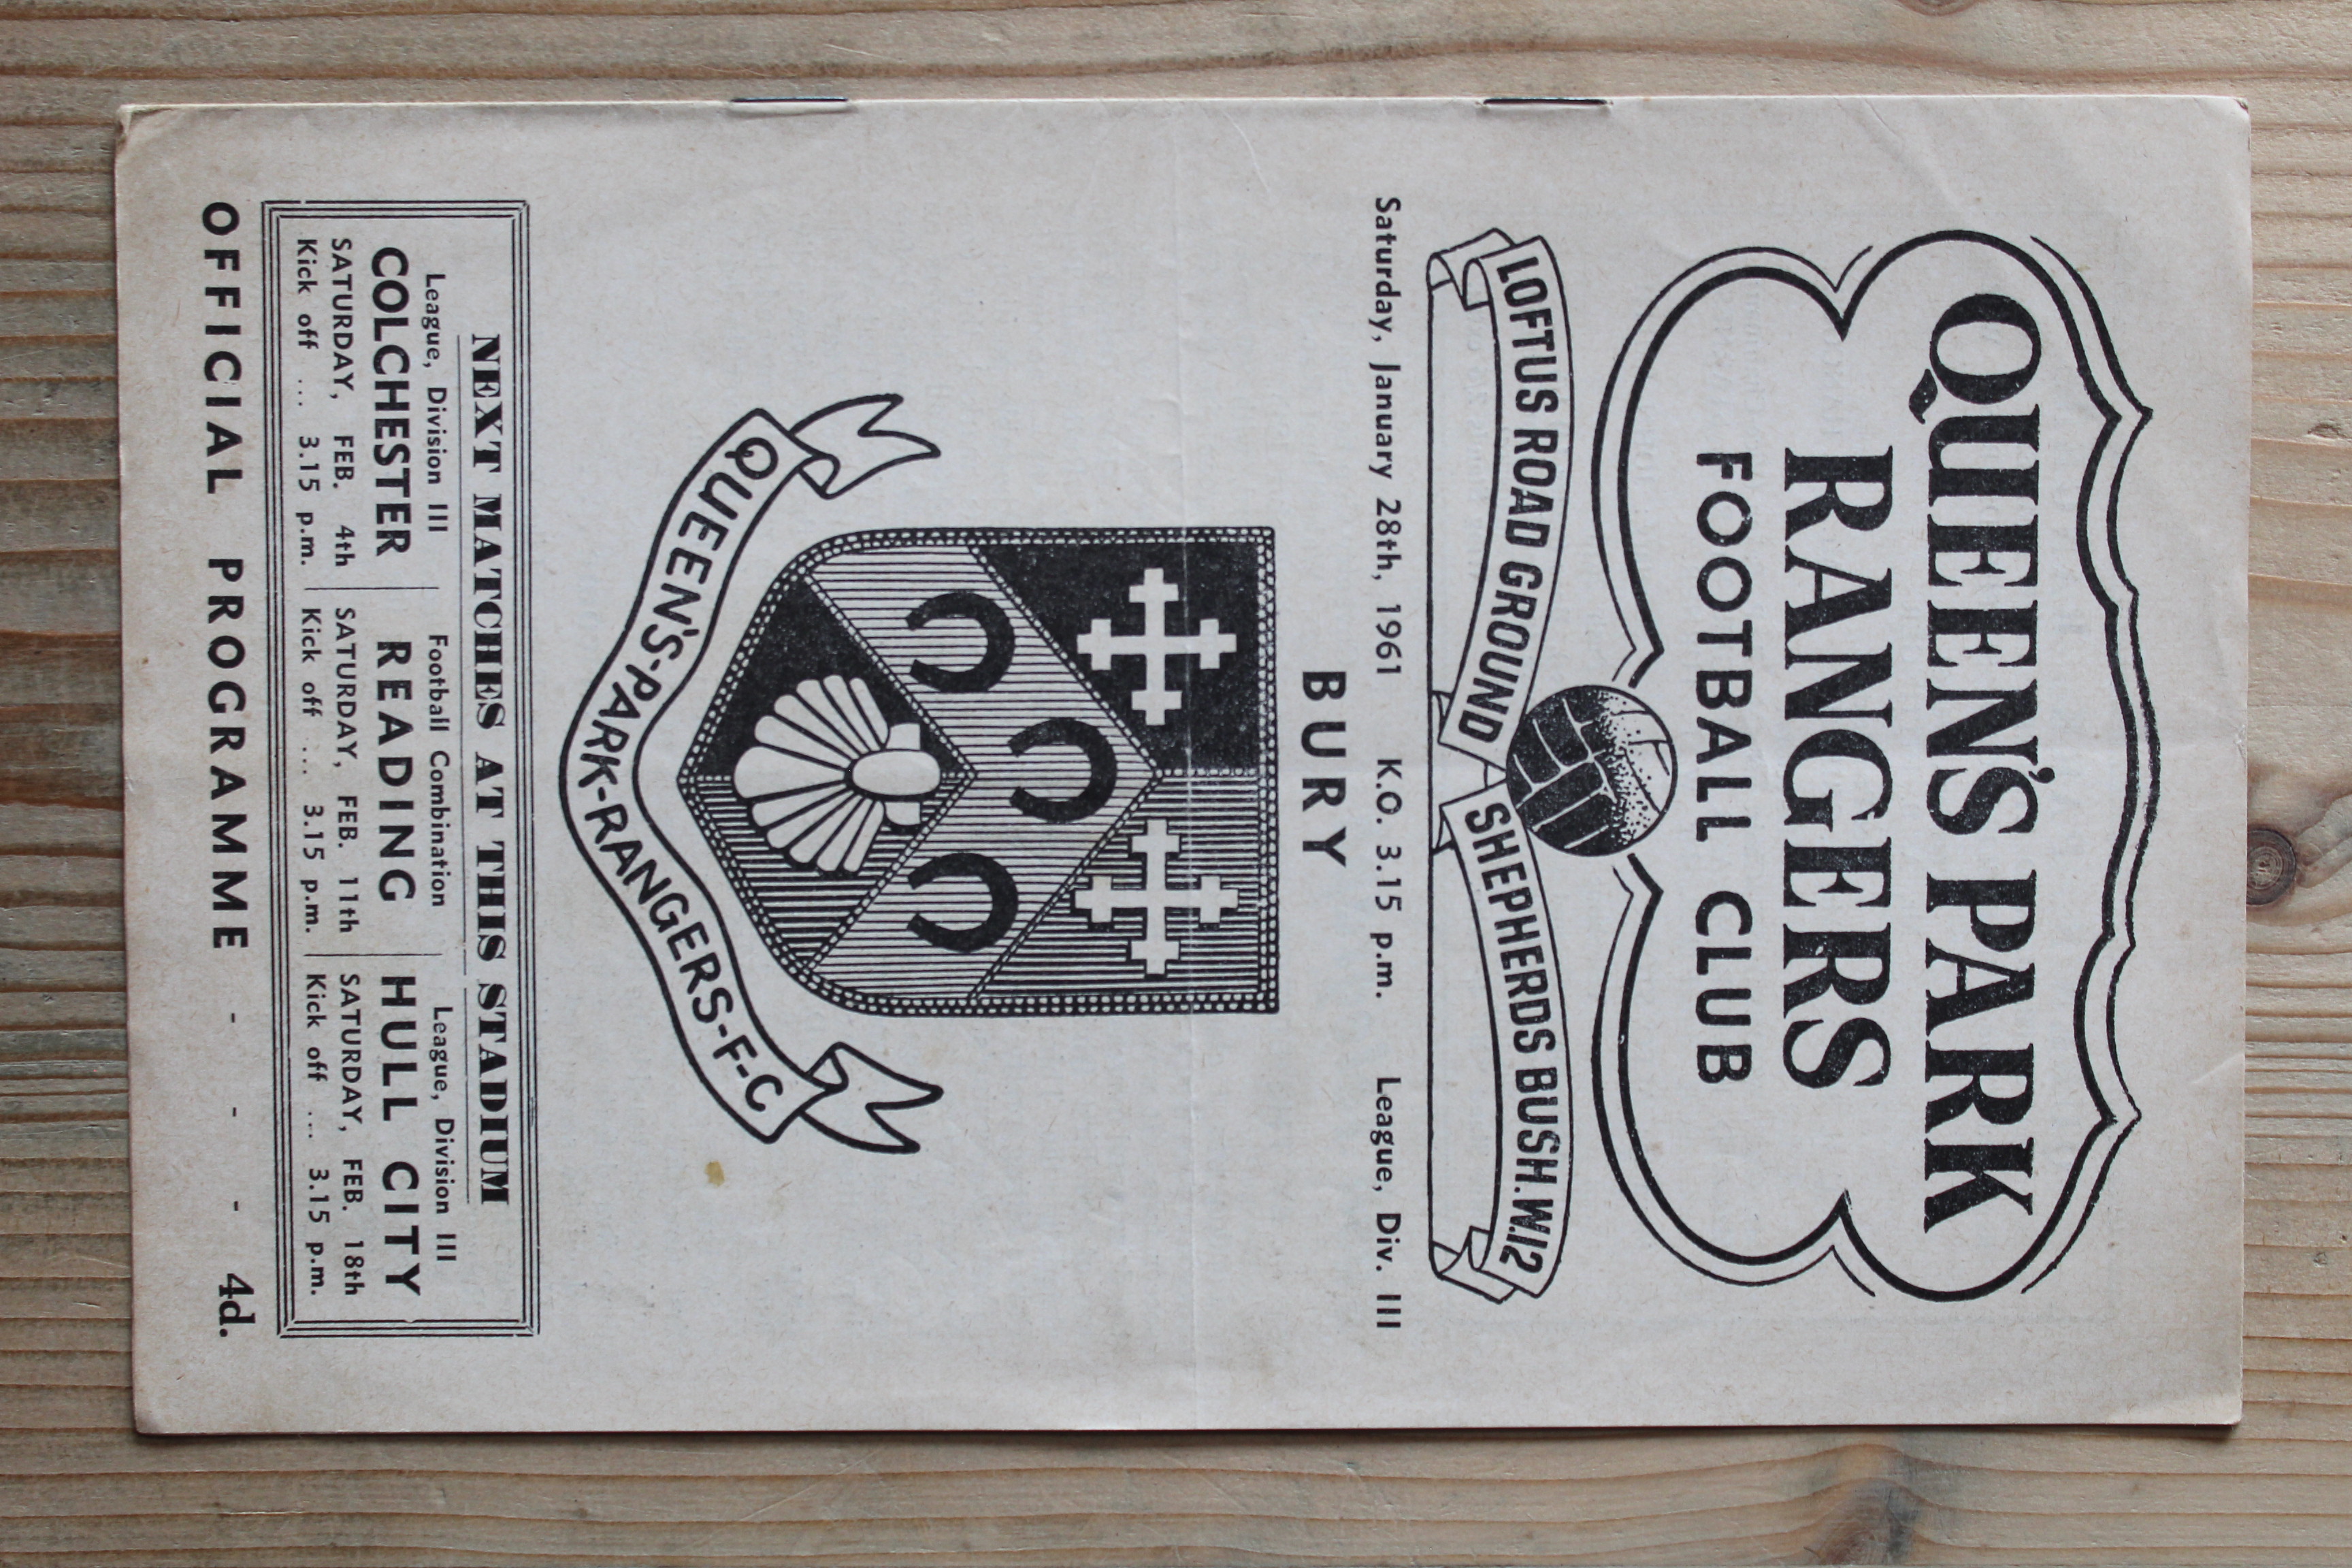 QUEEN'S PARK
RANGERS
FOOTBALL CLUB
LOFTUS ROAD GROUND SHEPHERDS BUSH.W.12
Saturday, January 28th, 1961 K.O. 3.15 p.m. League, Div. III
BURY
QUEEN'S-PARK-RANGERS-F-C
NEXT MATCHES AT THIS STADIUM
League, Division III
COLCHESTER
SATURDAY, FEB. 4th
Kick off ... 3.15 p.m.
Football Combination
READING
SATURDAY, FEB. 11th
Kick off ... 3.15 p.m.
League, Division III
HULL CITY
SATURDAY, FEB. 18th
Kick off ... 3.15 p.m.
OFFICIAL PROGRAMME - - - 4d.